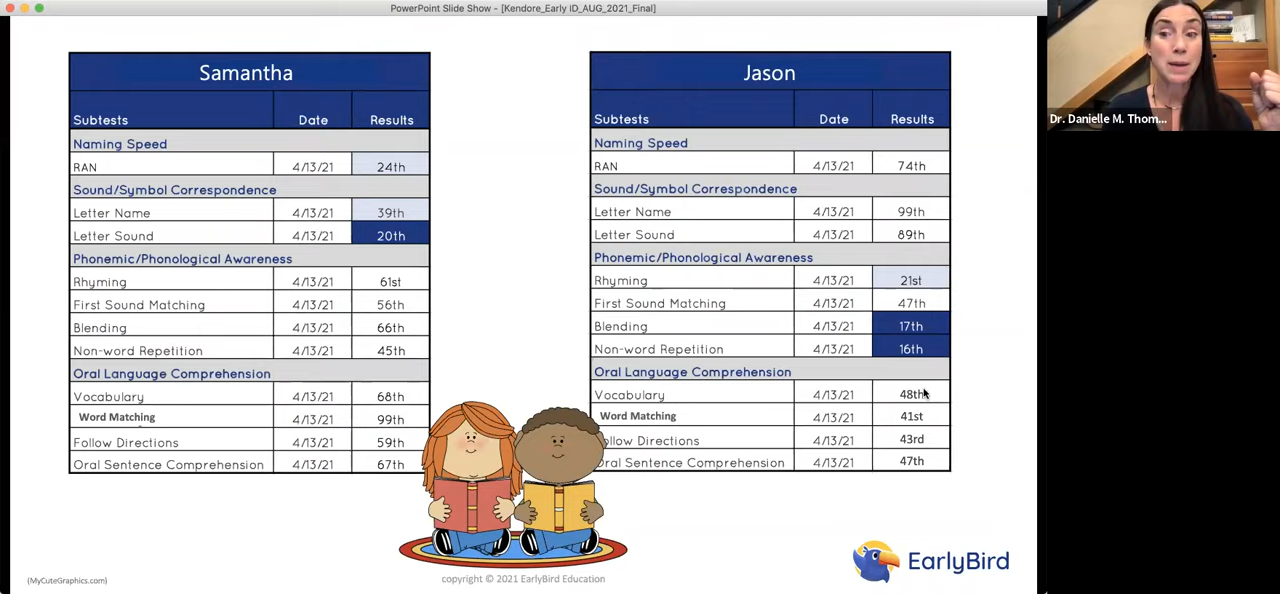 PowerPoint Slide Show - [Kendore_Early iD_AUG_2021_Final]
Samantha
Subtests Date Results
Naming Speed
RAN 4/13/21 24th
Sound/Symbol Correspondence
Letter Name 4/13/21 39th
Letter Sound 4/13/21 20th
Phonemic/Phonological Awareness
Rhyming 4/13/21 61st
First Sound Matching 4/13/21 56th
Blending 4/13/21 66th
Non-word Repetition 4/13/21 45th
Oral Language Comprehension
Vocabulary 4/13/21 68th
Word Matching 4/13/21 99th
Follow Directions 4/13/21 59th
Oral Sentence Comprehension 4/13/21 67th
Jason
Subtests Date Results
Naming Speed
RAN 4/13/21 74th
Sound/Symbol Correspondence
Letter Name 4/13/21 99th
Letter Sound 4/13/21 89th
Phonemic/Phonological Awareness
Rhyming 4/13/21 21st
First Sound Matching 4/13/21 47th
Blending 4/13/21 17th
Non-word Repetition 4/13/21 16th
Oral Language Comprehension
Vocabulary 4/13/21 48th
Word Matching 4/13/21 41st
ollow Directions 4/13/21 43rd
Oral Sentence Comprehension 4/13/21 47th
Dr. Danielle M. Thom...
EarlyBird
(MyCuteGraphics.com)
copyright © 2021 EarlyBird Education